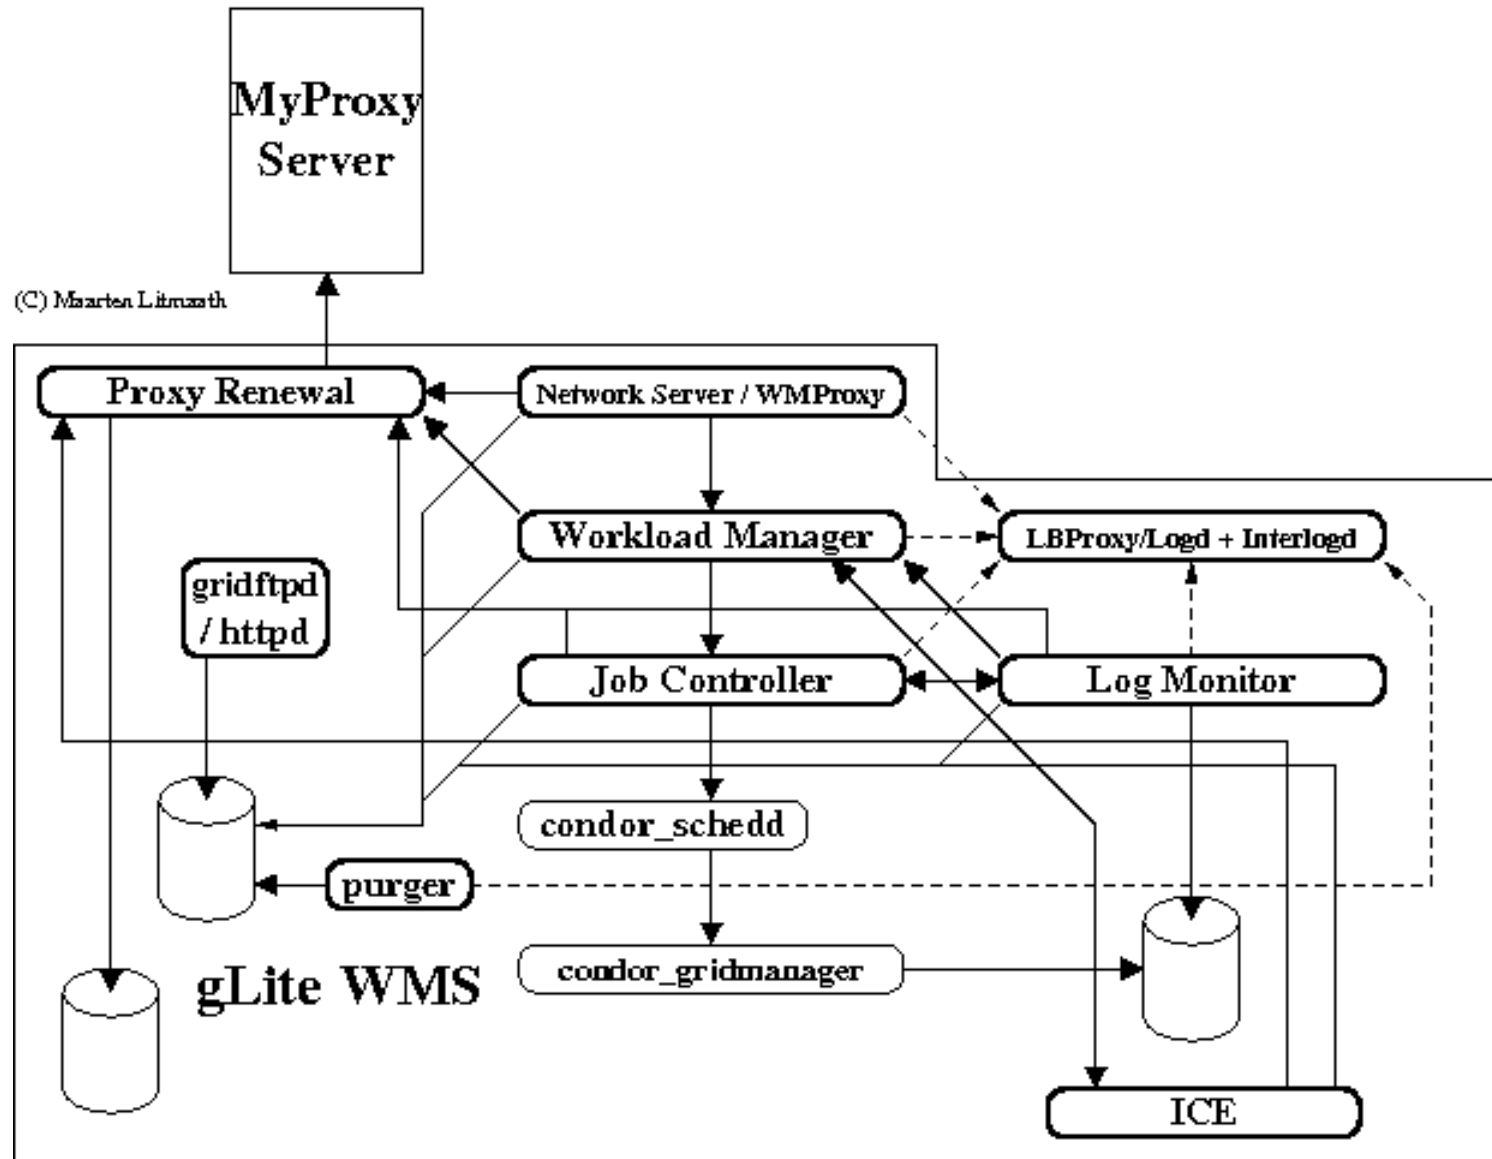 MyProxy
Server
(C) Maarten Litmaath
Proxy Renewal
Network Server / WMProxy
Workload Manager
LBProxy/Logd + Interlogd
gridftpd
/ httpd
Job Controller
Log Monitor
condor_schedd
purger
condor_gridmanager
gLite WMS
ICE